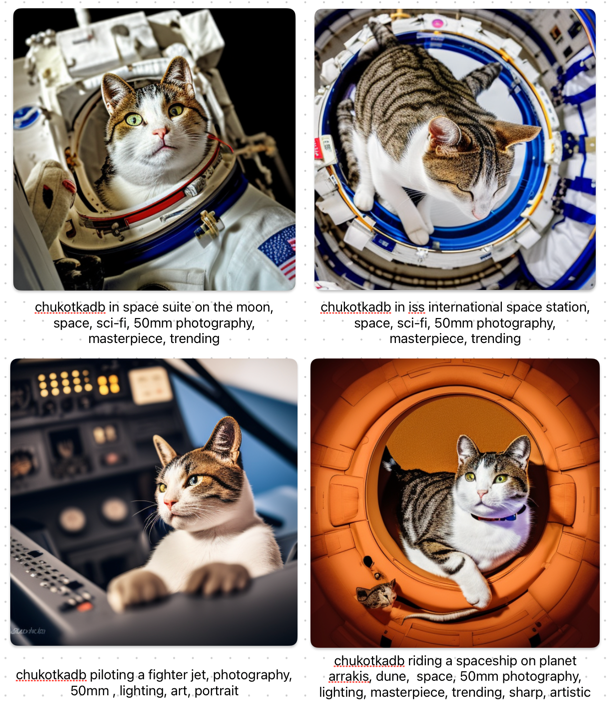 chukotkadb in space suite on the moon,
space, sci-fi, 50mm photography,
masterpiece, trending
chukotkadb in iss international space station,
space, sci-fi, 50mm photography,
masterpiece, trending
chukotkadb piloting a fighter jet, photography,
50mm , lighting, art, portrait
chukotkadb riding a spaceship on planet
arrakis, dune,  space, 50mm photography,
lighting, masterpiece, trending, sharp, artistic